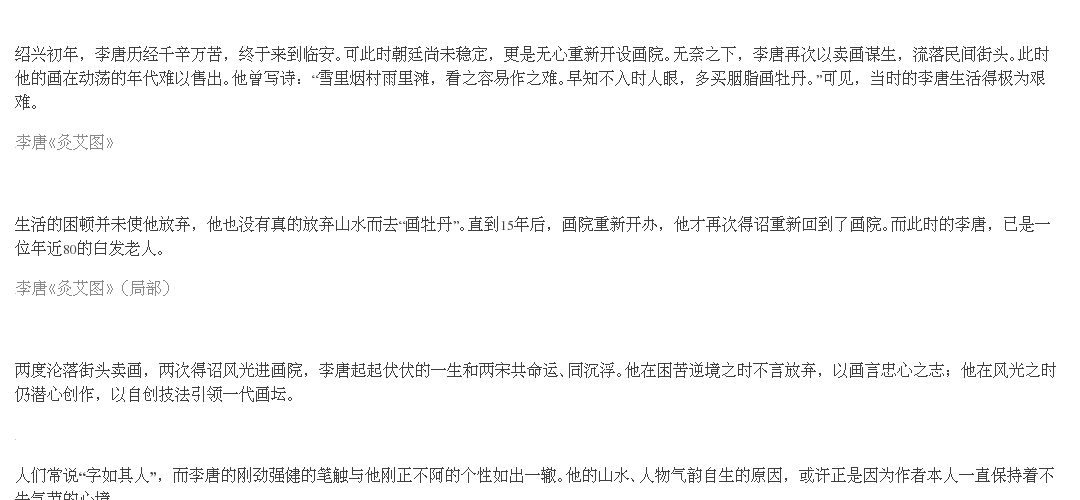 绍兴初年，李唐历经千辛万苦，终于来到临安。可此时朝廷尚未稳定，更是无心重新开设画院。无奈之下，李唐再次以卖画谋生，流落民间街头。此时
他的画在动荡的年代难以售出。他曾写诗：“雪里烟村雨里滩，看之容易作之难。早知不入时人眼，多买胭脂画牡丹。”可见，当时的李唐生活得极为艰
难。
李唐《灸艾图》
生活的困顿并未使他放弃，他也没有真的放弃山水而去“画牡丹”。直到15年后，画院重新开办，他才再次得诏重新回到了画院。而此时的李唐，已是一
位年近80的白发老人。
李唐《灸艾图》（局部）
两度沦落街头卖画，两次得诏风光进画院，李唐起起伏伏的一生和两宋共命运、同沉浮。他在困苦逆境之时不言放弃，以画言忠心之志；他在风光之时
仍潜心创作，以自创技法引领一代画坛。
人们常说“字如其人”，而李唐的刚劲强健的笔触与他刚正不阿的个性如出一辙。他的山水、人物气韵自生的原因，或许正是因为作者本人一直保持着不
失气节的心境